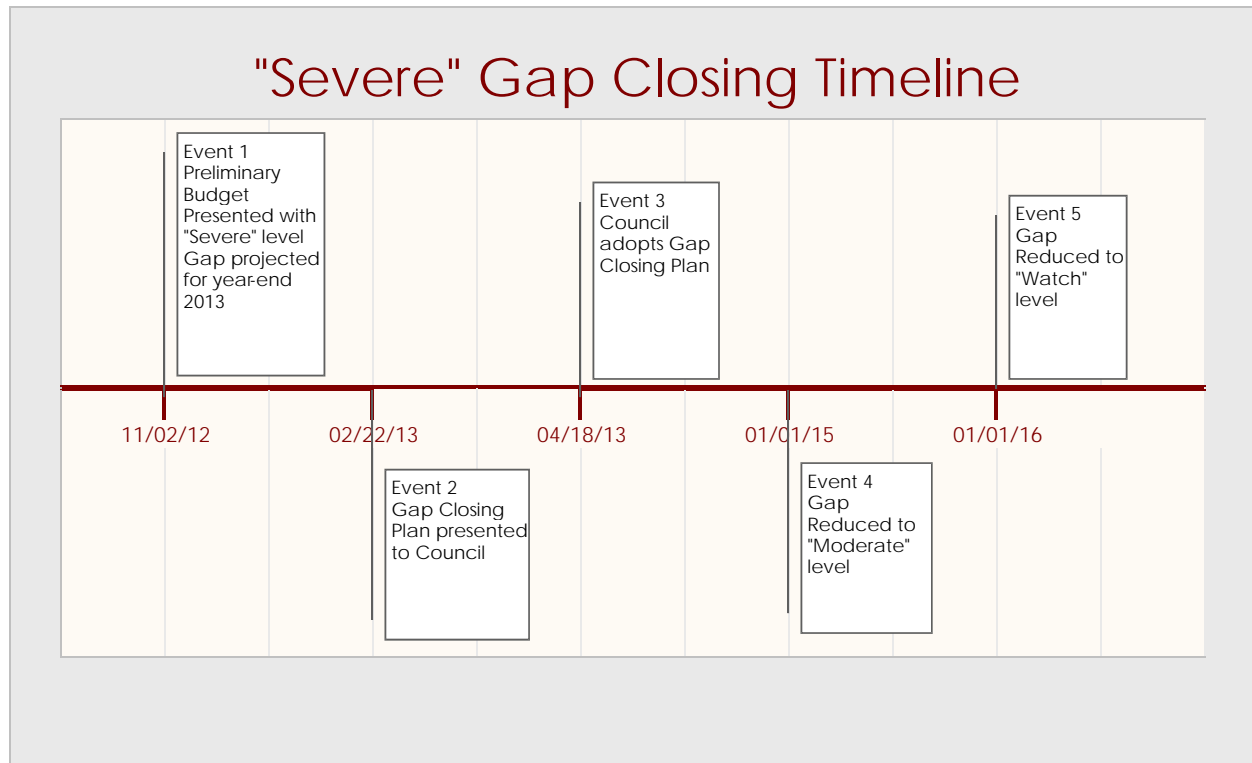 "Severe" Gap Closing Timeline
Event 1
Preliminary
Budget
Presented with
"Severe" level
Gap projected
for year-end
2013
Event 3
Council
adopts Gap
Closing Plan
Event 5
Gap
Reduced to
"Watch"
level
11/02/12
02/22/13
04/18/13
01/01/15
01/01/16
Event 2
Gap Closing
Plan presented
to Council
Event 4
Gap
Reduced to
"Moderate"
level